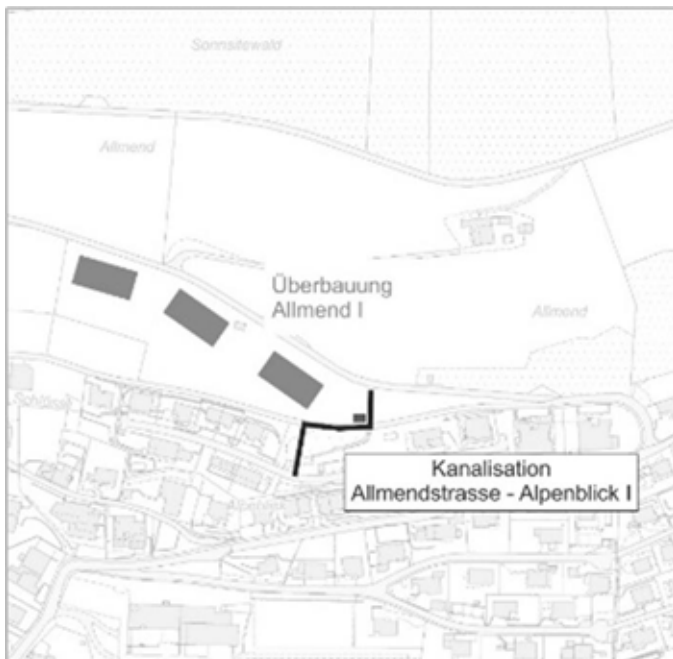 Sonnsitewald
Allmend
Überbauung
Allmend I
Allmend
Kanalisation
Allmendstrasse - Alpenblick I